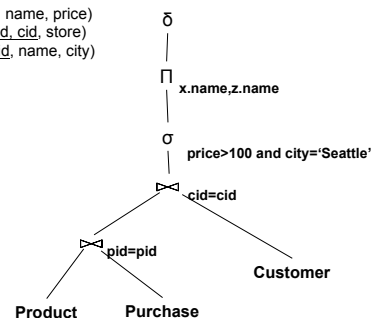 name, price)
d, cid, store)
d, name, city)
δ
Π x.name,z.name
σ
price>100 and city=‘Seattle’
⋈ cid=cid
⋈ pid=pid
Customer
Product Purchase